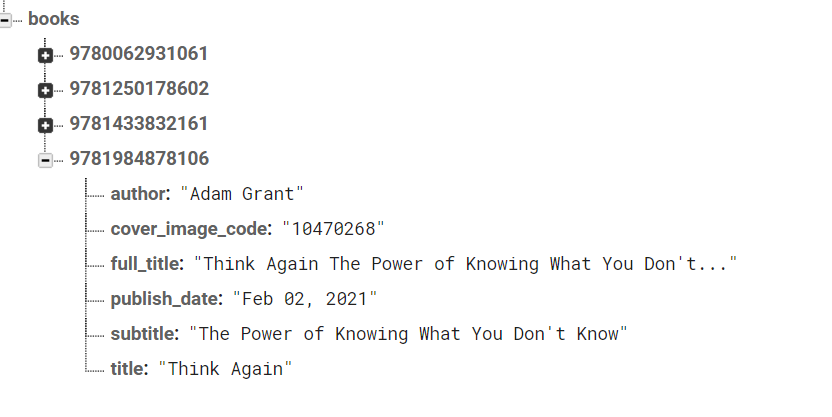 books
9780062931061
9781250178602
9781433832161
9781984878106
author: "Adam Grant"
cover_image_code: "10470268"
full_title: "Think Again The Power of Knowing What You Don't..."
publish_date: "Feb 02, 2021"
subtitle: "The Power of Knowing What You Don't Know"
title: "Think Again"